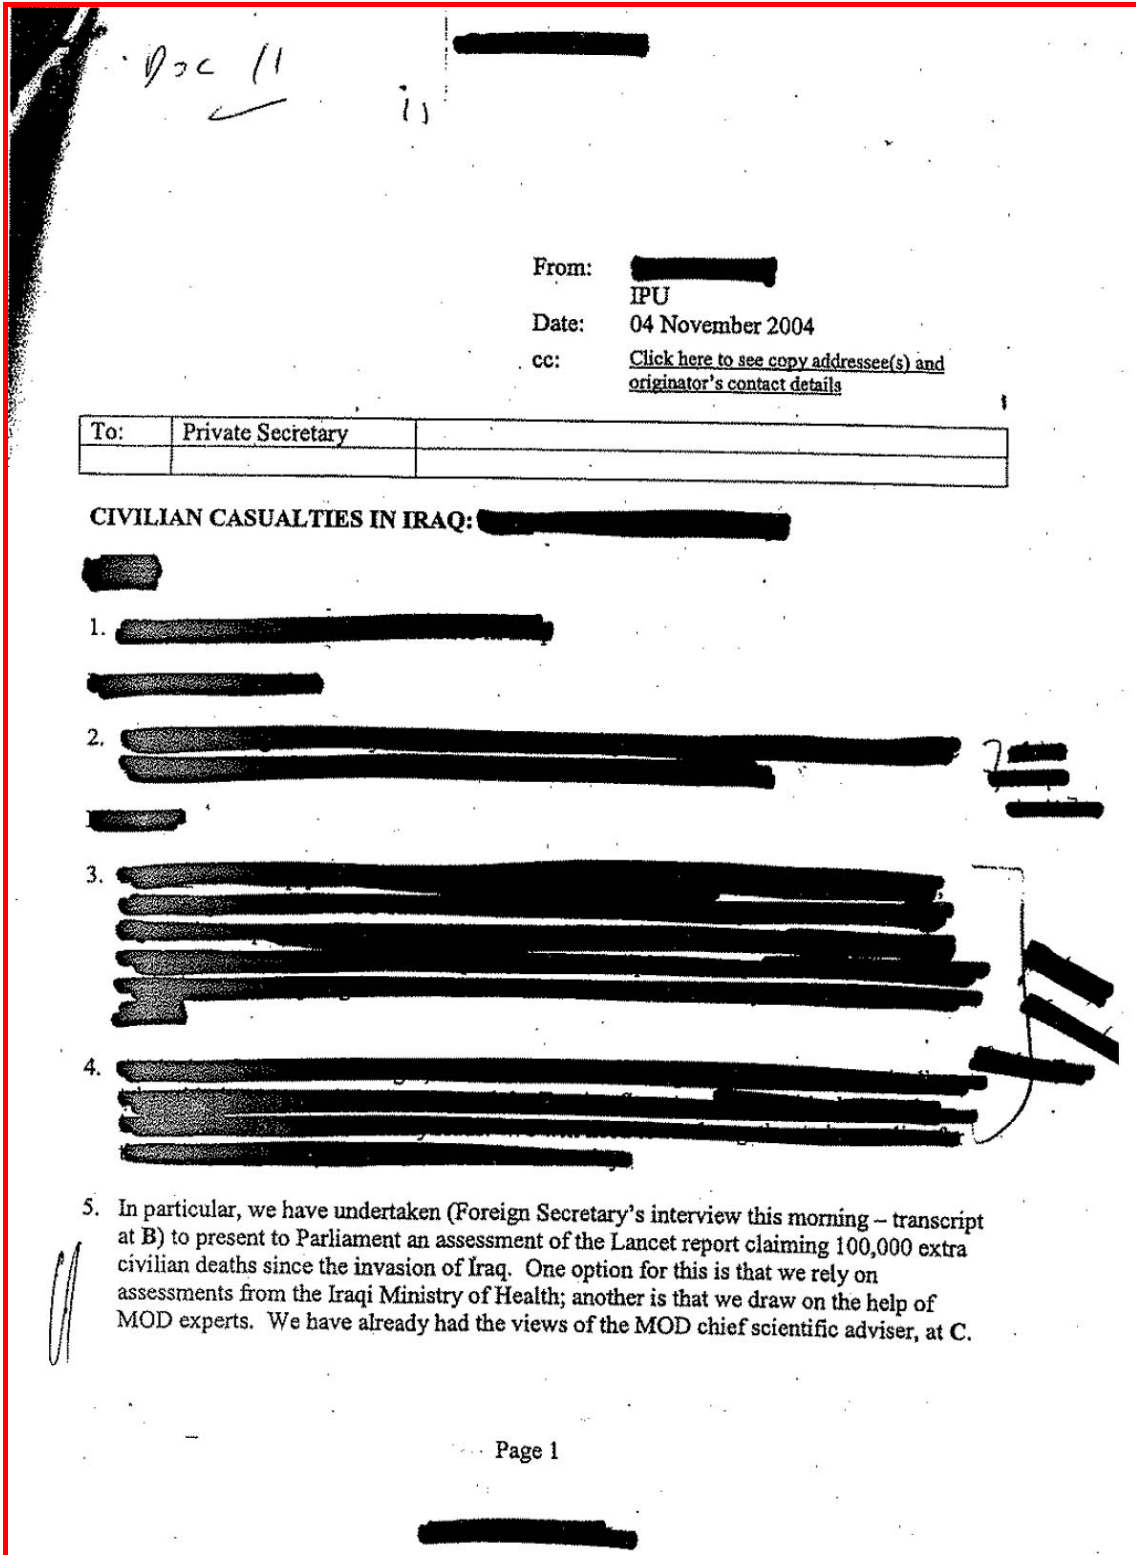 Doc 11
11
From:
IPU
Date: 04 November 2004
cc: Click here to see copy addressee(s) and
originator's contact details
To: Private Secretary
CIVILIAN CASUALTIES IN IRAQ:
1.
2.
3.
4.
5. In particular, we have undertaken (Foreign Secretary's interview this morning – transcript
at B) to present to Parliament an assessment of the Lancet report claiming 100,000 extra
civilian deaths since the invasion of Iraq. One option for this is that we rely on
assessments from the Iraqi Ministry of Health; another is that we draw on the help of
MOD experts. We have already had the views of the MOD chief scientific adviser, at C.
Page 1